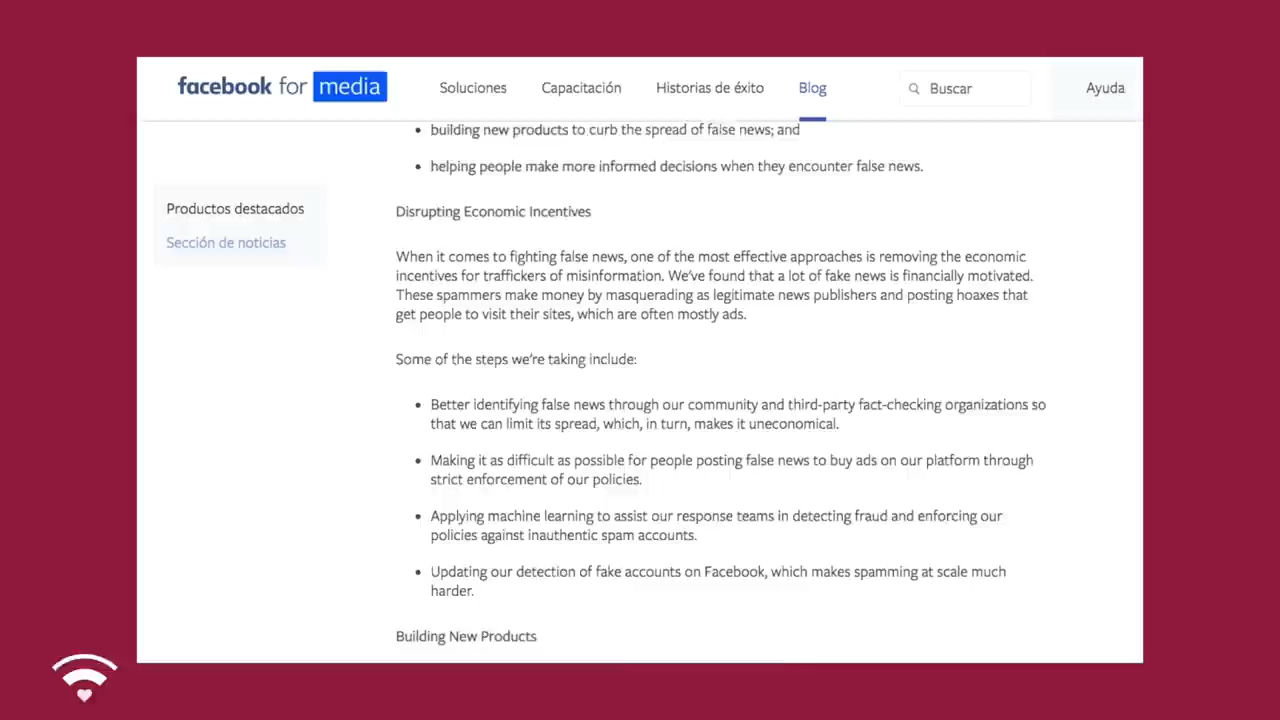 facebook for media
Soluciones
Capacitación
Historias de éxito
Blog
Buscar
Ayuda
Productos destacados
Sección de noticias
• building new products to curb the spread of false news; and
• helping people make more informed decisions when they encounter false news.
Disrupting Economic Incentives
When it comes to fighting false news, one of the most effective approaches is removing the economic
incentives for traffickers of misinformation. We've found that a lot of fake news is financially motivated.
These spammers make money by masquerading as legitimate news publishers and posting hoaxes that
get people to visit their sites, which are often mostly ads.
Some of the steps we're taking include:
• Better identifying false news through our community and third-party fact-checking organizations so
that we can limit its spread, which, in turn, makes it uneconomical.
• Making it as difficult as possible for people posting false news to buy ads on our platform through
strict enforcement of our policies.
• Applying machine learning to assist our response teams in detecting fraud and enforcing our
policies against inauthentic spam accounts.
• Updating our detection of fake accounts on Facebook, which makes spamming at scale much
harder.
Building New Products